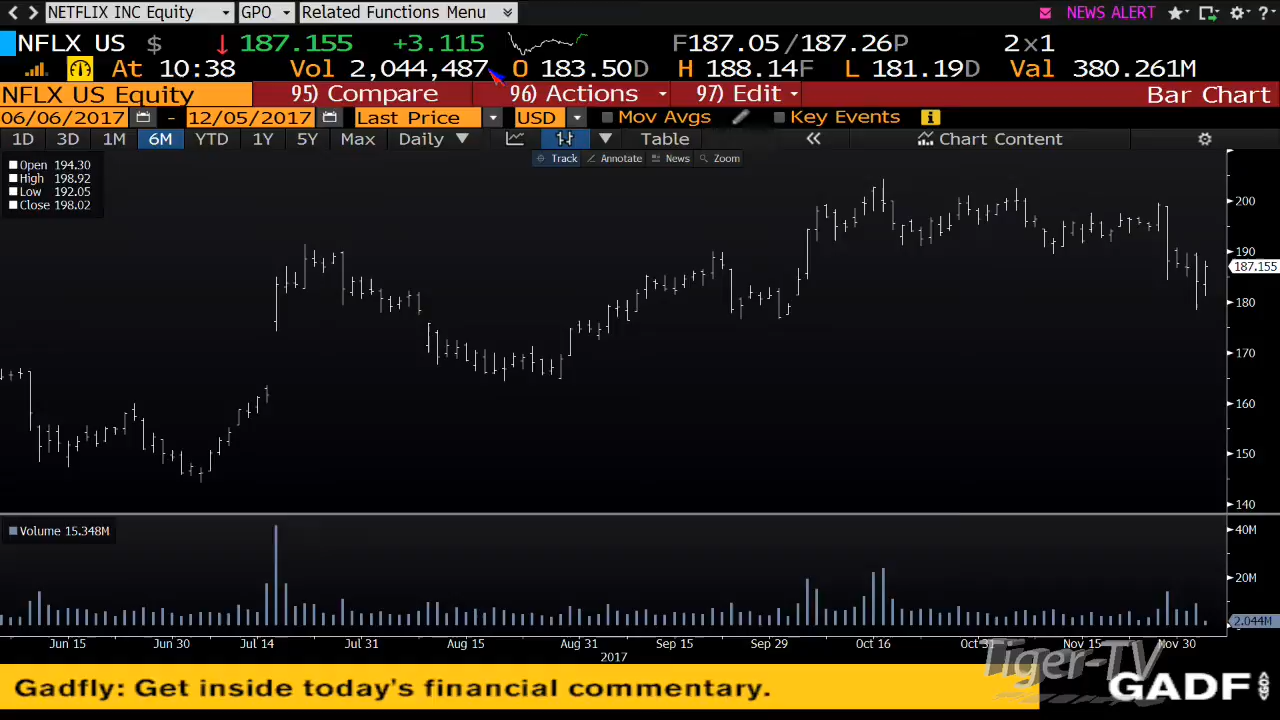 NETFLIX INC Equity GPO Related Functions Menu NEWS ALERT ?
NFLX US $ ↓ 187.155 +3.115 F187.05/187.26P 2x1
At 10:38 Vol 2,044,487 O 183.50D H 188.14F L 181.19D Val 380.261M
NFLX US Equity 95) Compare 96) Actions 97) Edit Bar Chart
06/06/2017 - 12/05/2017 Last Price USD Mov Avgs Key Events i
1D 3D 1M 6M YTD 1Y 5Y Max Daily ▼ Table « Chart Content
Track Annotate News Zoom
Open 194.30
High 198.92
Low 192.05
Close 198.02
200
190
187.155
180
170
160
150
140
Volume 15.348M
40M
20M
2.044M
Jun 15 Jun 30 Jul 14 Jul 31 Aug 15 Aug 31 Sep 15 Sep 29 Oct 16 Oct 31 Nov 15 Nov 30
2017
Tiger-TV
Gadfly: Get inside today's financial commentary.
GADF GO